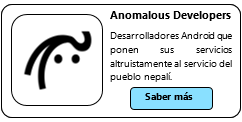 Anomalous Developers
Desarrolladores Android que
ponen sus servicios
altruistamente al servicio del
pueblo nepalí.
Saber más